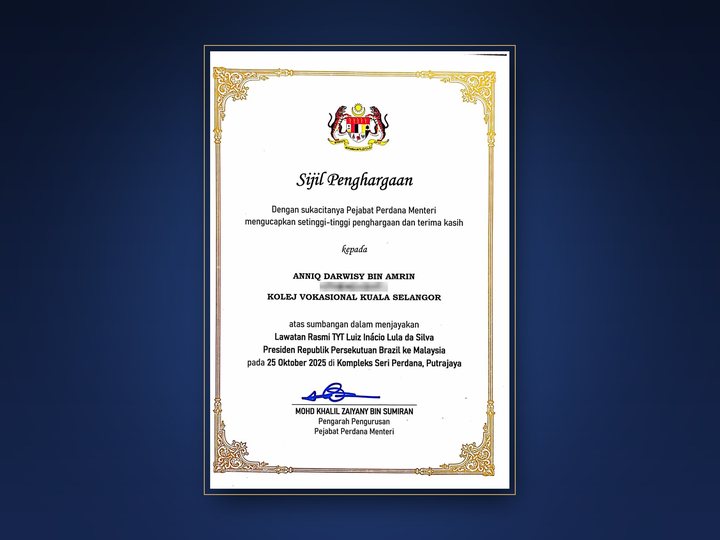 Sijil Penghargaan
Dengan sukacitanya Pejabat Perdana Menteri
mengucapkan setinggi-tinggi penghargaan dan terima kasih
kepada
ANNIQ DARWISY BIN AMRIN
KOLEJ VOKASIONAL KUALA SELANGOR
atas sumbangan dalam menjayakan
Lawatan Rasmi TYT Luiz Inácio Lula da Silva
Presiden Republik Persekutuan Brazil ke Malaysia
pada 25 Oktober 2025 di Kompleks Seri Perdana, Putrajaya
MOHD KHALIL ZAIYANY BIN SUMIRAN
Pengarah Pengurusan
Pejabat Perdana Menteri